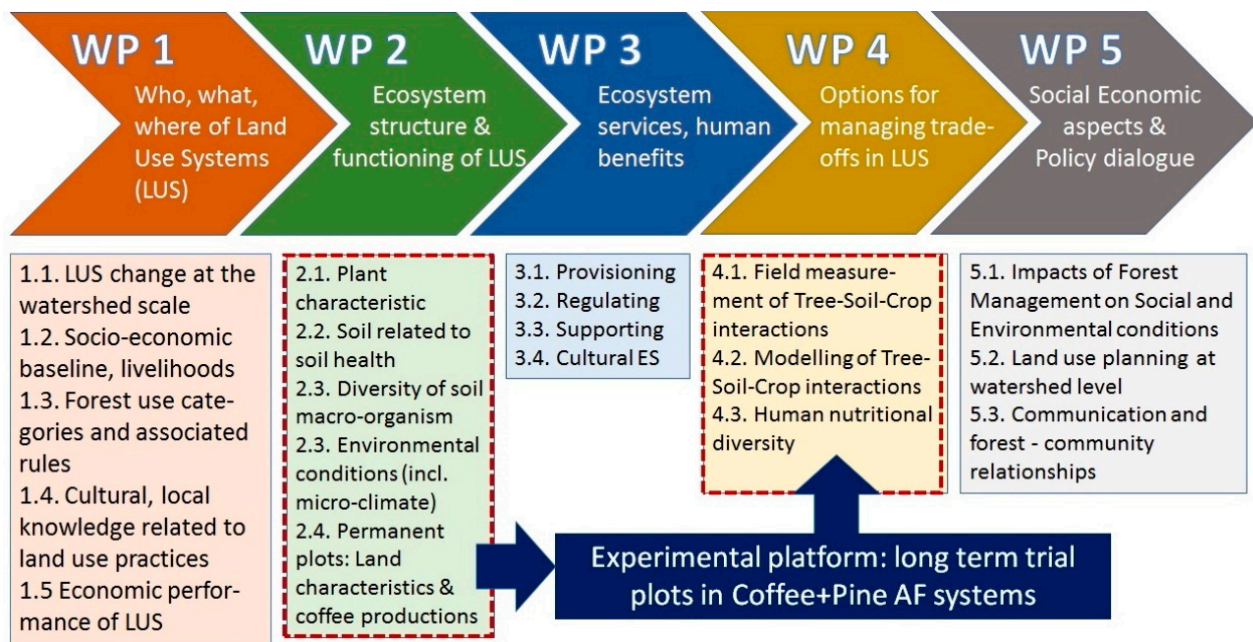 WP 1
Who, what,
where of Land
Use Systems
(LUS)
WP 2
Ecosystem
structure &
functioning of LUS
WP 3
Ecosystem
services, human
benefits
WP 4
Options for
managing trade-
offs in LUS
WP 5
Social Economic
aspects &
Policy dialogue
1.1. LUS change at the
watershed scale
1.2. Socio-economic
baseline, livelihoods
1.3. Forest use cate-
gories and associated
rules
1.4. Cultural, local
knowledge related to
land use practices
1.5 Economic perfor-
mance of LUS
2.1. Plant
characteristic
2.2. Soil related to
soil health
2.3. Diversity of soil
macro-organism
2.3. Environmental
conditions (incl.
micro-climate)
2.4. Permanent
plots: Land
characteristics &
coffee productions
3.1. Provisioning
3.2. Regulating
3.3. Supporting
3.4. Cultural ES
4.1. Field measure-
ment of Tree-Soil-Crop
interactions
4.2. Modelling of Tree-
Soil-Crop interactions
4.3. Human nutritional
diversity
5.1. Impacts of Forest
Management on Social and
Environmental conditions
5.2. Land use planning at
watershed level
5.3. Communication and
forest - community
relationships
Experimental platform: long term trial
plots in Coffee+Pine AF systems